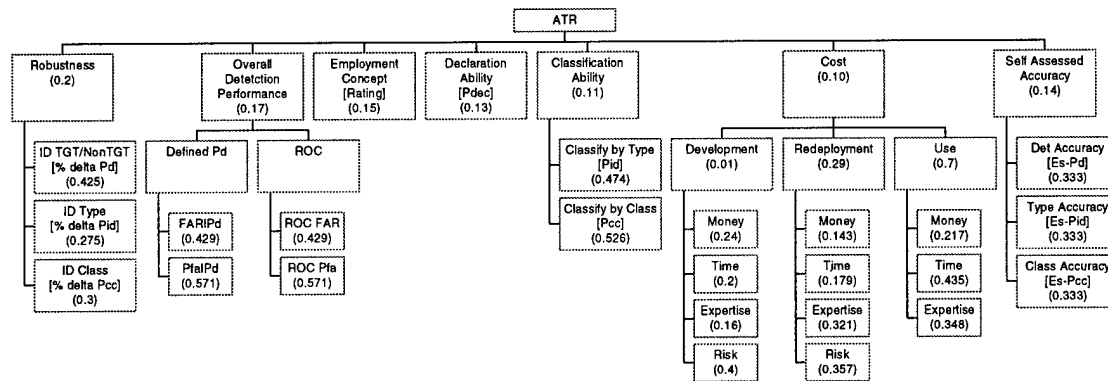 ATR
Robustness
(0.2)
Overall
Detetction
Performance
(0.17)
Employment
Concept
[Rating]
(0.15)
Declaration
Ability
[Pdec]
(0.13)
Classification
Ability
(0.11)
Cost
(0.10)
Self Assessed
Accuracy
(0.14)
ID TGT/NonTGT
[% delta Pd]
(0.425)
ID Type
[% delta Pid]
(0.275)
ID Class
[% delta Pcc]
(0.3)
Defined Pd
FARIPd
(0.429)
PfaIPd
(0.571)
ROC
ROC FAR
(0.429)
ROC Pfa
(0.571)
Classify by Type
[Pid]
(0.474)
Classify by Class
[Pcc]
(0.526)
Development
(0.01)
Money
(0.24)
Time
(0.2)
Expertise
(0.16)
Risk
(0.4)
Redeployment
(0.29)
Money
(0.143)
Tjme
(0.179)
Expertise
(0.321)
Risk
(0.357)
Use
(0.7)
Money
(0.217)
Time
(0.435)
Expertise
(0.348)
Det Accuracy
[Es-Pd]
(0.333)
Type Accuracy
[Es-Pid]
(0.333)
Class Accuracy
[Es-Pcc]
(0.333)